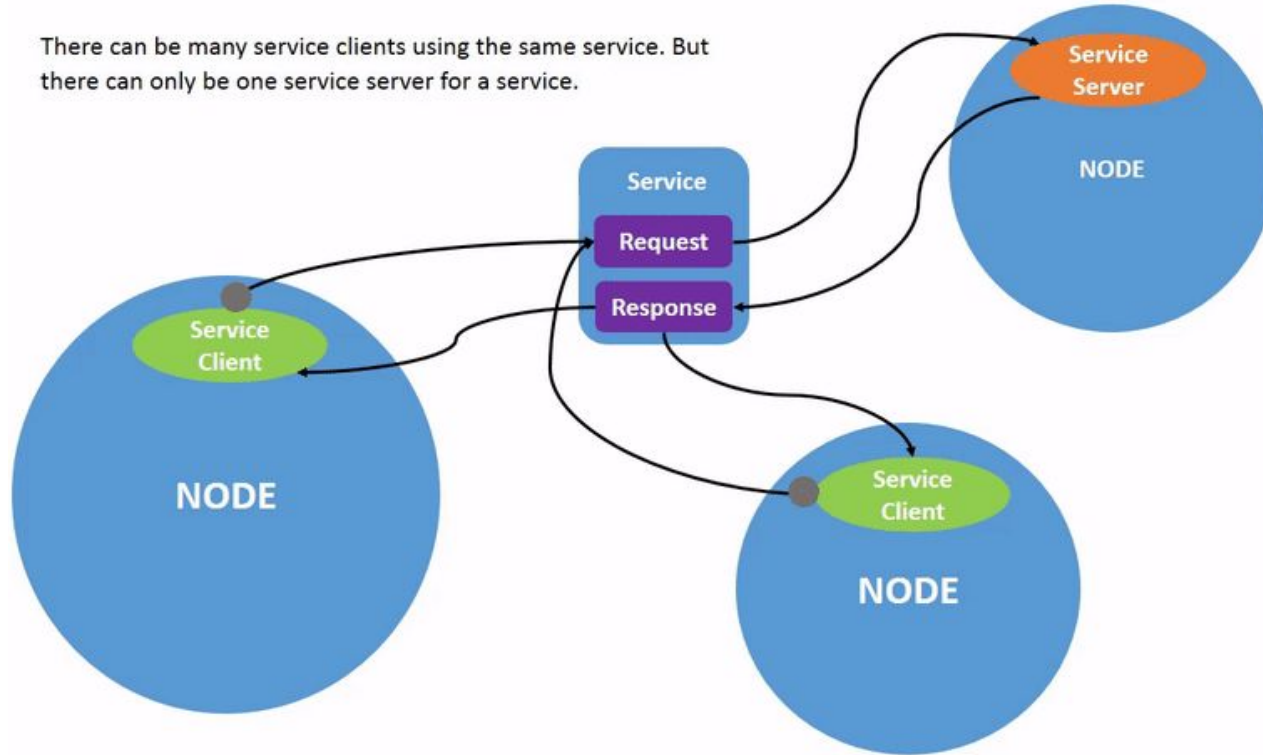 There can be many service clients using the same service. But
there can only be one service server for a service.
Service
Server
NODE
Service
Request
Response
Service
Client
NODE
Service
Client
NODE